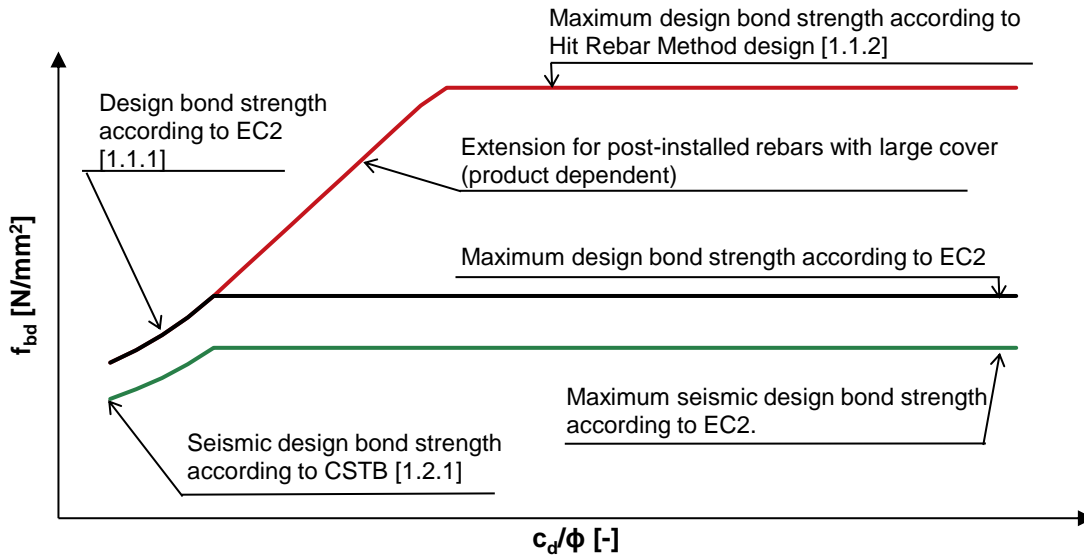 Maximum design bond strength according to
Hit Rebar Method design [1.1.2]
Design bond strength
according to EC2
[1.1.1]
Extension for post-installed rebars with large cover
(product dependent)
Maximum design bond strength according to EC2
f_bd [N/mm²]
Maximum seismic design bond strength
according to EC2.
Seismic design bond strength
according to CSTB [1.2.1]
c_d/ϕ [-]